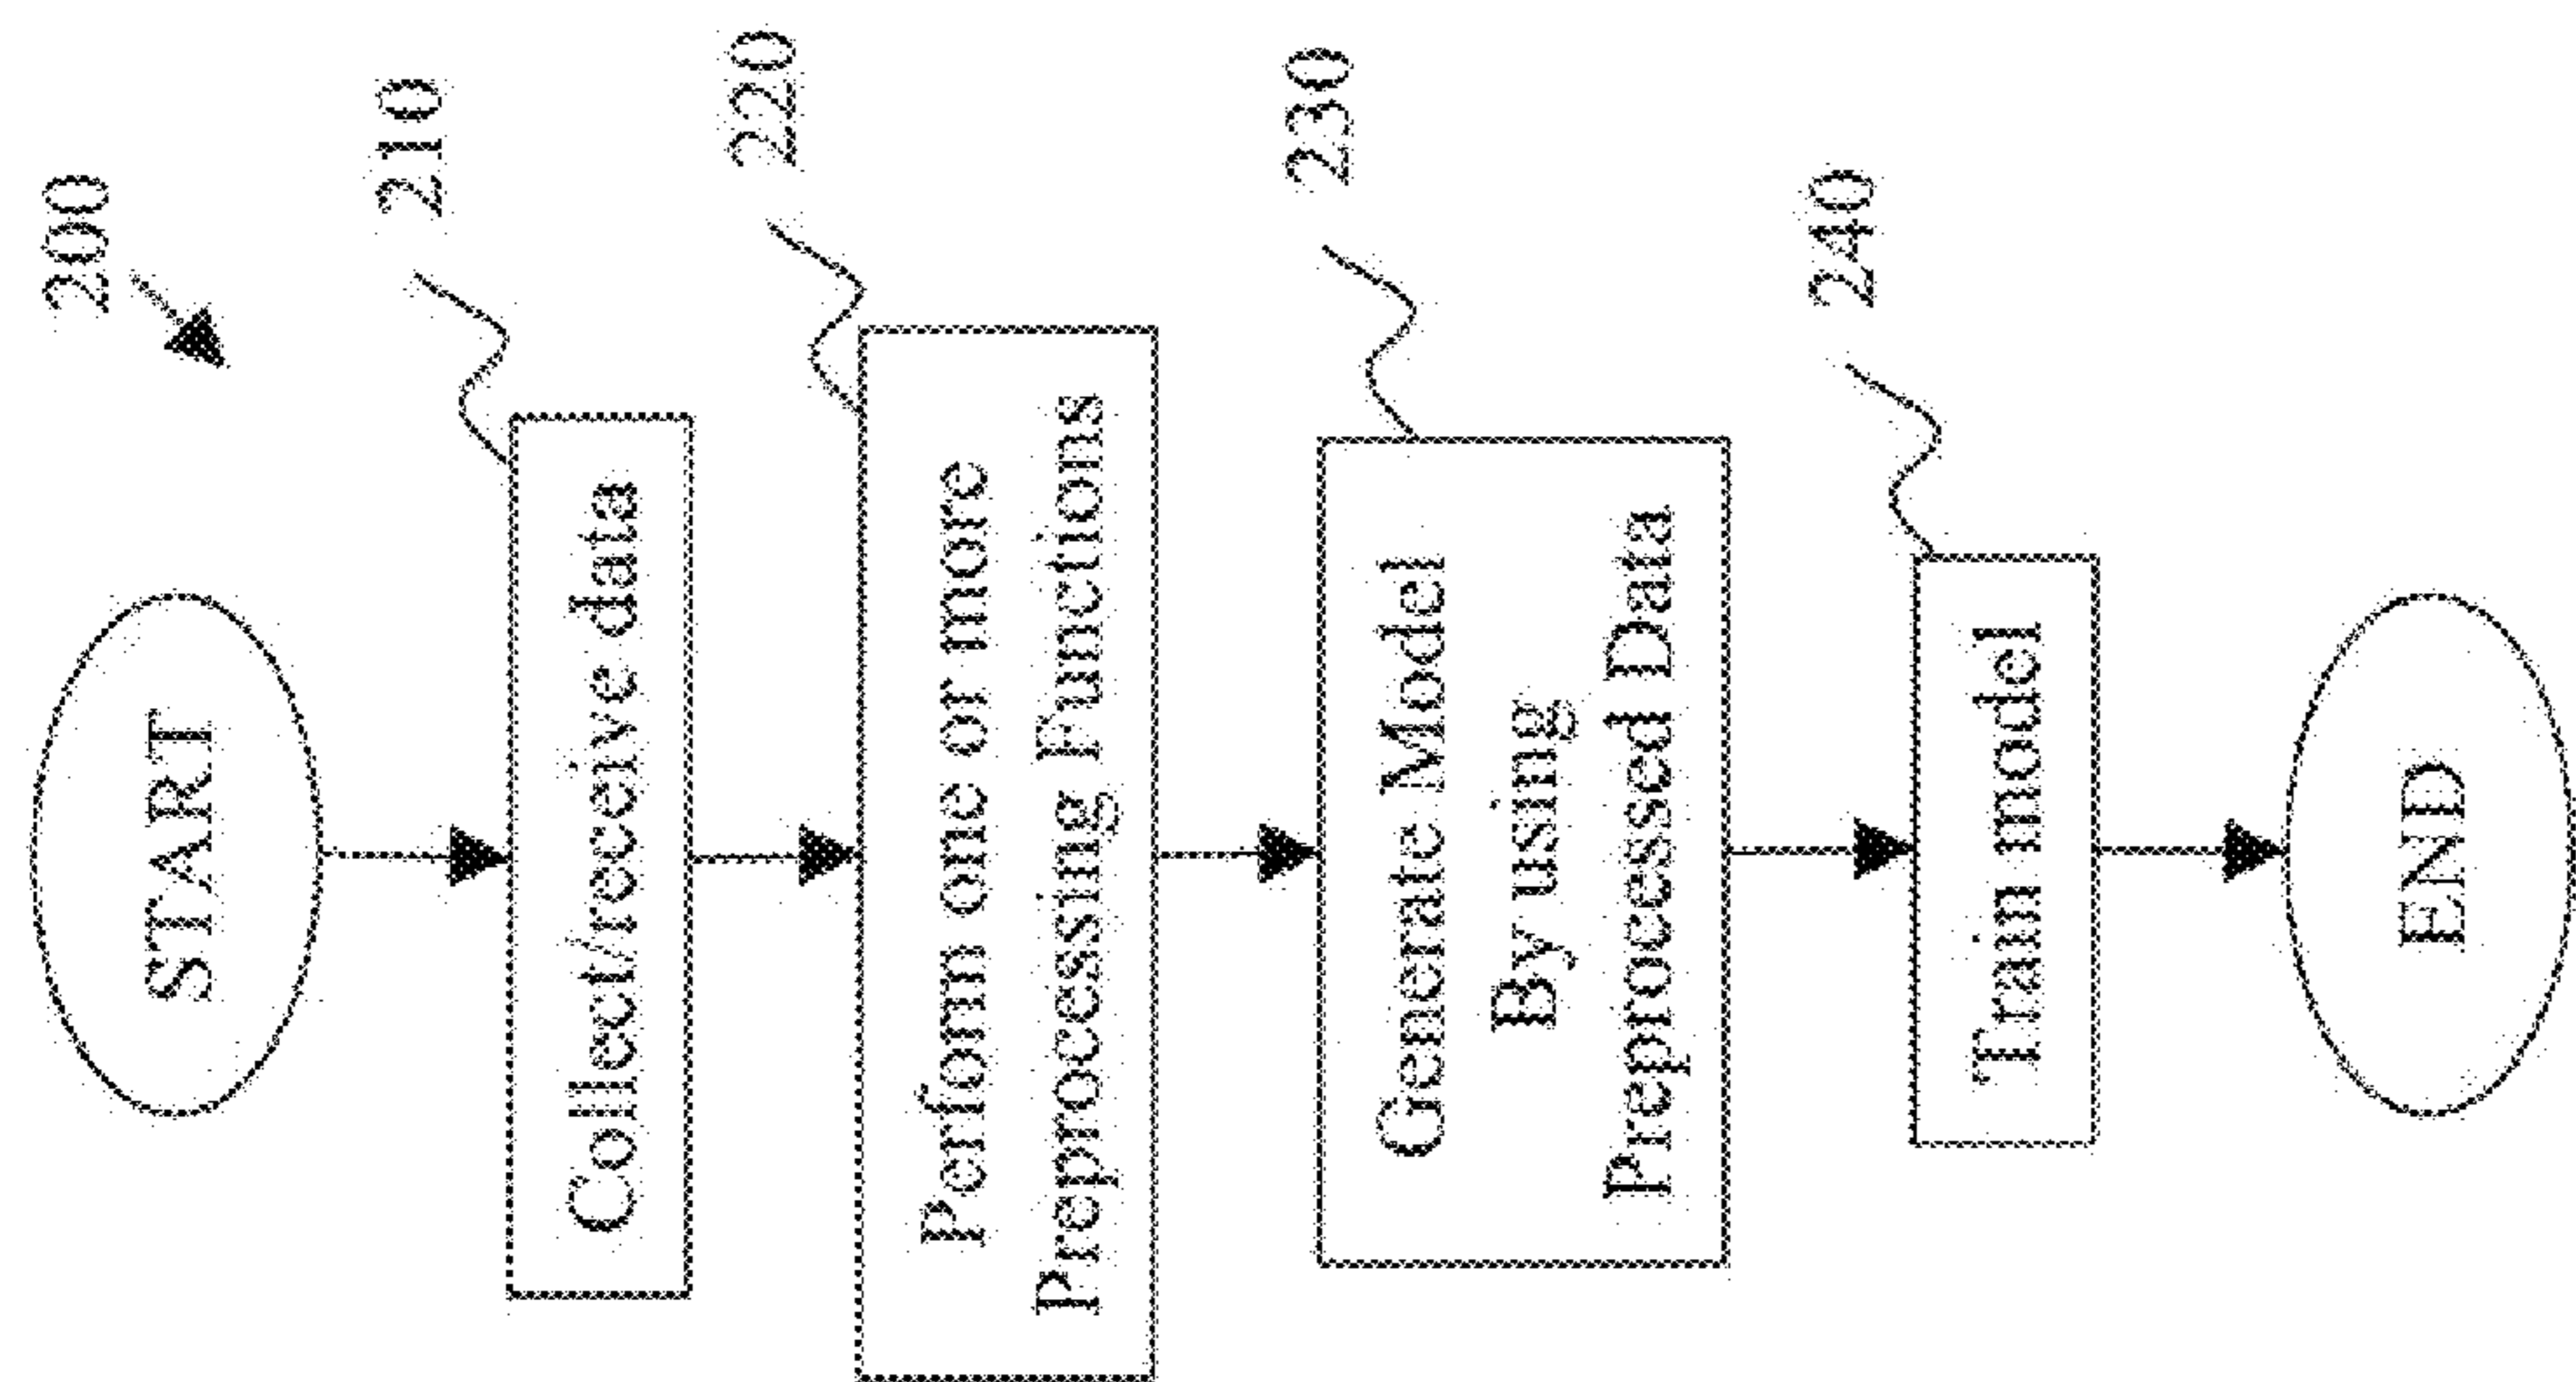 200
START
210
Collect/receive data
220
Perform one or more
Preprocessing Functions
230
Generate Model
By using
Preprocessed Data
240
Train model
END